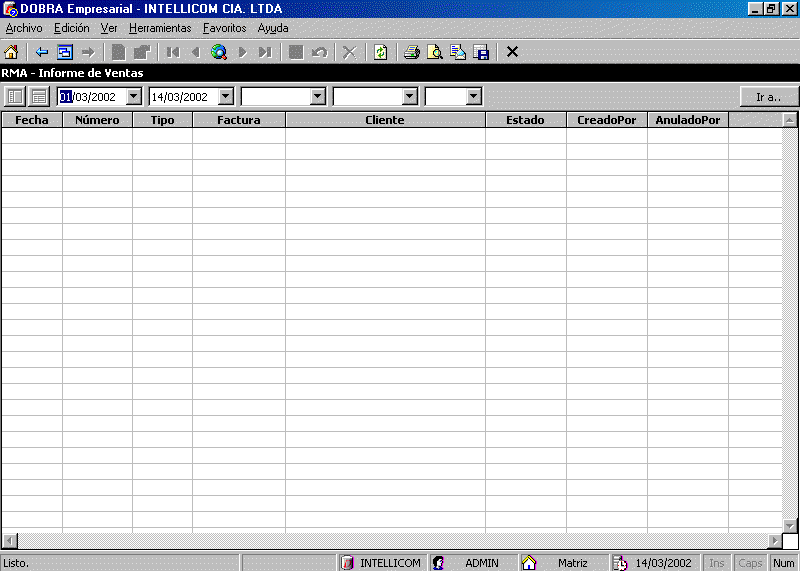 DOBRA Empresarial - INTELLICOM CIA. LTDA
Archivo Edición Ver Herramientas Favoritos Ayuda
RMA - Informe de Ventas
01/03/2002 14/03/2002 Ir a..
Fecha Número Tipo Factura Cliente Estado CreadoPor AnuladoPor
Listo. INTELLICOM ADMIN Matriz 14/03/2002 Ins Caps Num